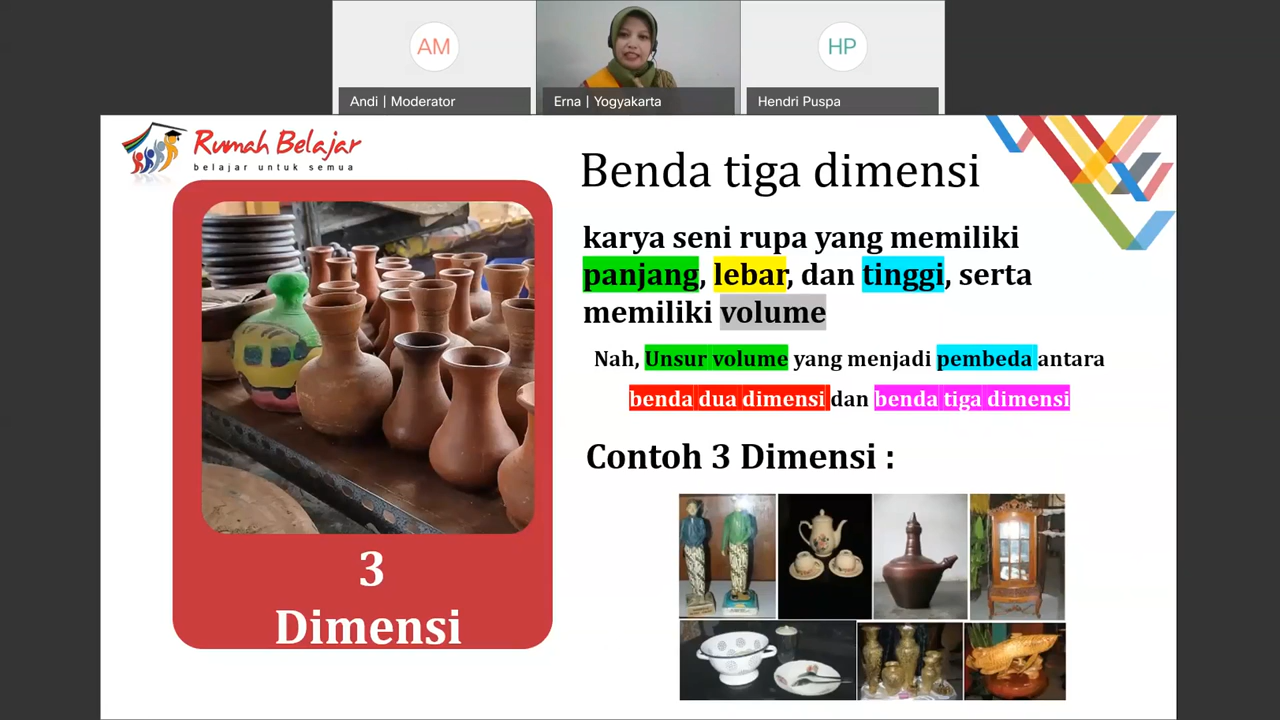 AM
HP
Andi | Moderator
Erna | Yogyakarta
Hendri Puspa
Rumah Belajar
belajar untuk semua
Benda tiga dimensi
karya seni rupa yang memiliki
panjang, lebar, dan tinggi, serta
memiliki volume
Nah, Unsur volume yang menjadi pembeda antara
benda dua dimensi dan benda tiga dimensi
Contoh 3 Dimensi :
3
Dimensi